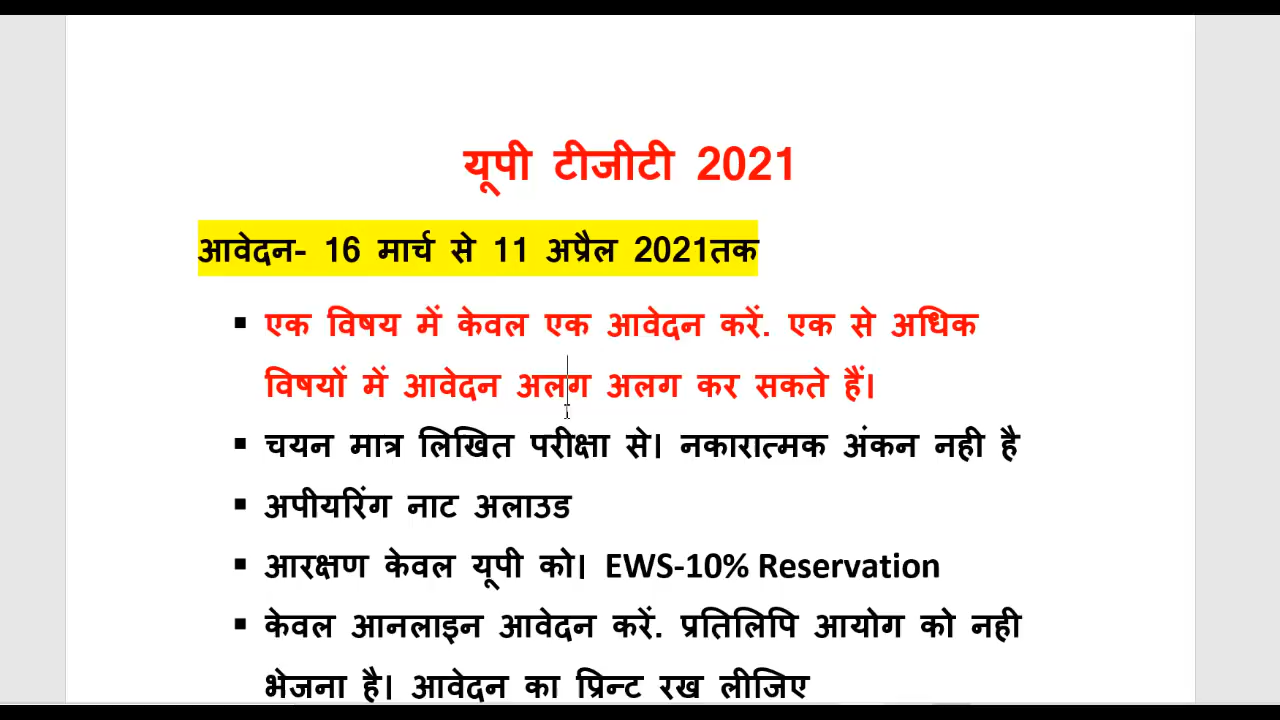 यूपी टीजीटी 2021
आवेदन- 16 मार्च से 11 अप्रैल 2021तक
▪ एक विषय में केवल एक आवेदन करें. एक से अधिक
विषयों में आवेदन अलग अलग कर सकते हैं।
▪ चयन मात्र लिखित परीक्षा से। नकारात्मक अंकन नही है
▪ अपीयरिंग नाट अलाउड
▪ आरक्षण केवल यूपी को। EWS-10% Reservation
▪ केवल आनलाइन आवेदन करें. प्रतिलिपि आयोग को नही
भेजना है। आवेदन का प्रिन्ट रख लीजिए